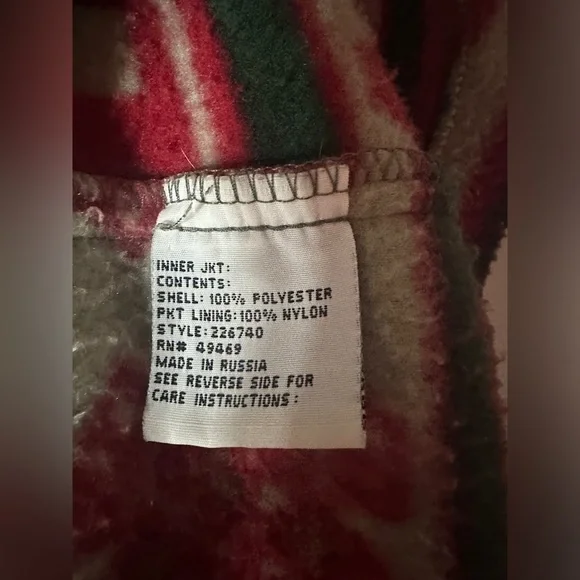 INNER JKT:
CONTENTS:
SHELL: 100% POLYESTER
PKT LINING: 100% NYLON
STYLE: 226740
RN# 49469
MADE IN RUSSIA
SEE REVERSE SIDE FOR
CARE INSTRUCTIONS: